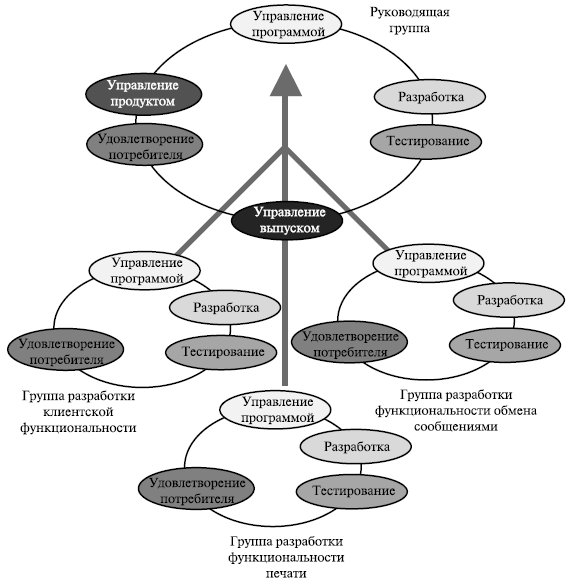 Управление
программой
Руководящая
группа
Управление
продуктом
Разработка
Удовлетворение
потребителя
Тестирование
Управление
выпуском
Управление
программой
Разработка
Удовлетворение
потребителя
Тестирование
Группа разработки
клиентской
функциональности
Управление
программой
Разработка
Удовлетворение
потребителя
Тестирование
Группа разработки
функциональности обмена
сообщениями
Управление
программой
Разработка
Удовлетворение
потребителя
Тестирование
Группа разработки
функциональности
печати